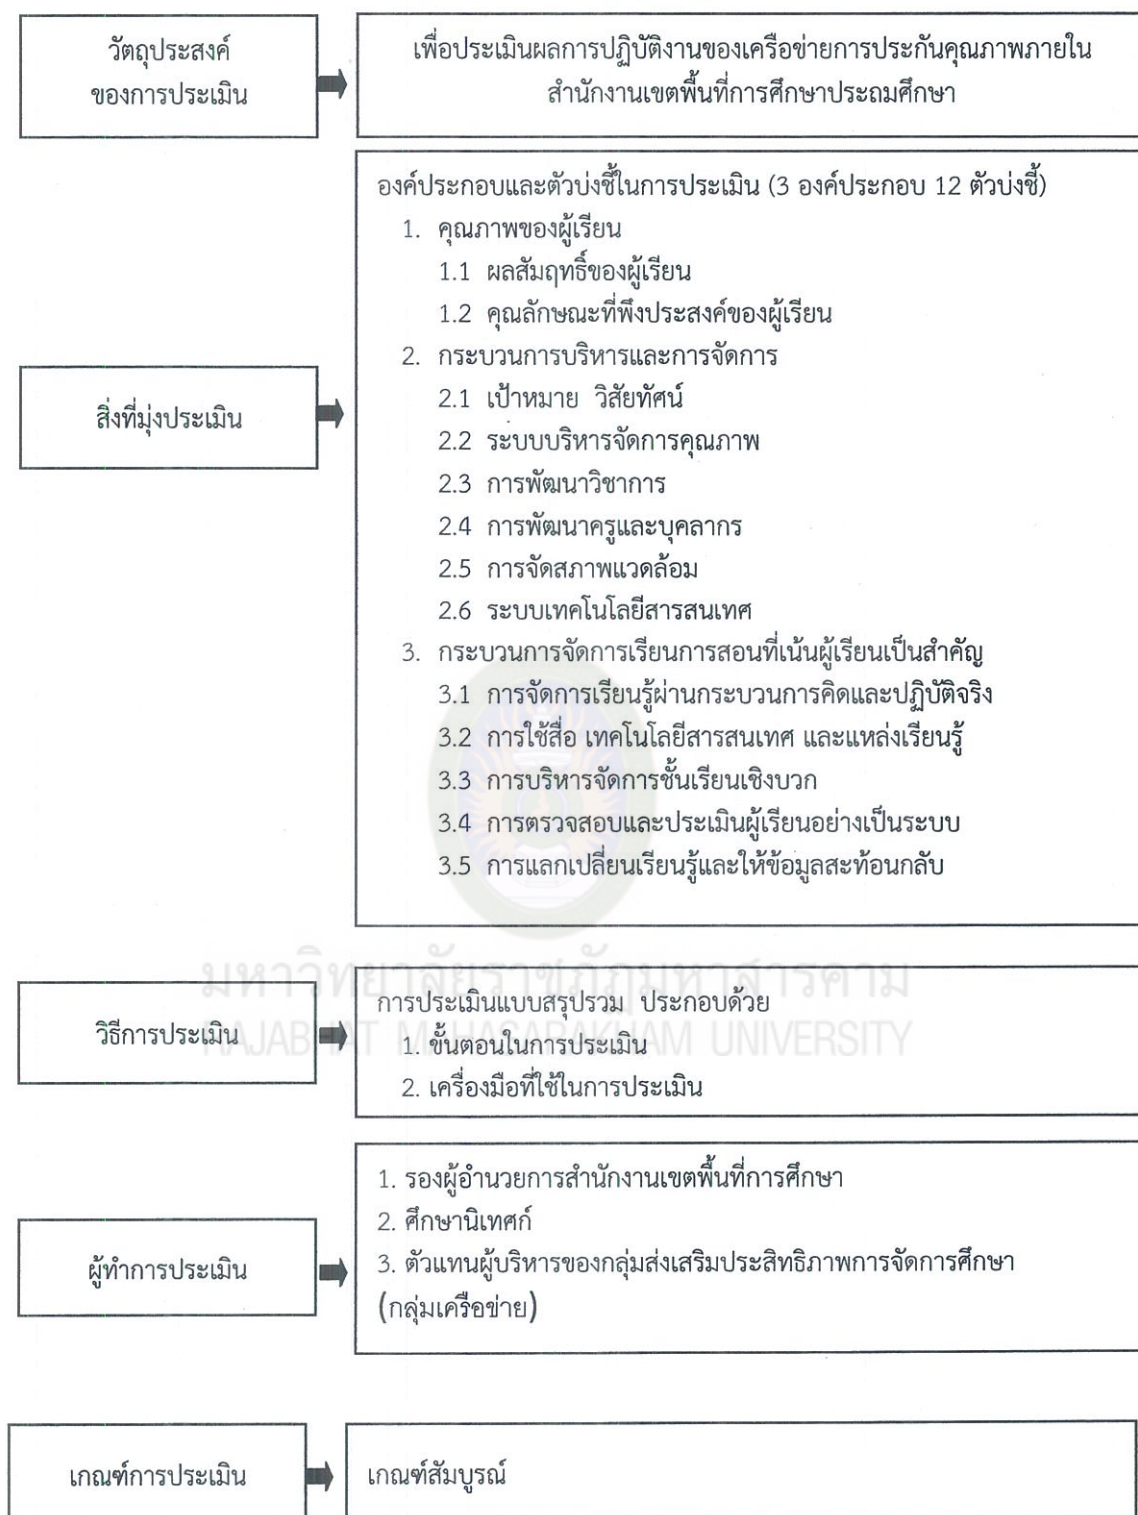 วัตถุประสงค์
ของการประเมิน
เพื่อประเมินผลการปฏิบัติงานของเครือข่ายการประกันคุณภาพภายใน
สำนักงานเขตพื้นที่การศึกษาประถมศึกษา
สิ่งที่มุ่งประเมิน
องค์ประกอบและตัวบ่งชี้ในการประเมิน (3 องค์ประกอบ 12 ตัวบ่งชี้)
1. คุณภาพของผู้เรียน
1.1 ผลสัมฤทธิ์ของผู้เรียน
1.2 คุณลักษณะที่พึงประสงค์ของผู้เรียน
2. กระบวนการบริหารและการจัดการ
2.1 เป้าหมาย วิสัยทัศน์
2.2 ระบบบริหารจัดการคุณภาพ
2.3 การพัฒนาวิชาการ
2.4 การพัฒนาครูและบุคลากร
2.5 การจัดสภาพแวดล้อม
2.6 ระบบเทคโนโลยีสารสนเทศ
3. กระบวนการจัดการเรียนการสอนที่เน้นผู้เรียนเป็นสำคัญ
3.1 การจัดการเรียนรู้ผ่านกระบวนการคิดและปฏิบัติจริง
3.2 การใช้สื่อ เทคโนโลยีสารสนเทศ และแหล่งเรียนรู้
3.3 การบริหารจัดการชั้นเรียนเชิงบวก
3.4 การตรวจสอบและประเมินผู้เรียนอย่างเป็นระบบ
3.5 การแลกเปลี่ยนเรียนรู้และให้ข้อมูลสะท้อนกลับ
มหาวิทยาลัยราชภัฏมหาสารคาม
RAJABHAT MAHASARAKHAM UNIVERSITY
วิธีการประเมิน
การประเมินแบบสรุปรวม ประกอบด้วย
1. ขั้นตอนในการประเมิน
2. เครื่องมือที่ใช้ในการประเมิน
ผู้ทำการประเมิน
1. รองผู้อำนวยการสำนักงานเขตพื้นที่การศึกษา
2. ศึกษานิเทศก์
3. ตัวแทนผู้บริหารของกลุ่มส่งเสริมประสิทธิภาพการจัดการศึกษา
(กลุ่มเครือข่าย)
เกณฑ์การประเมิน
เกณฑ์สัมบูรณ์